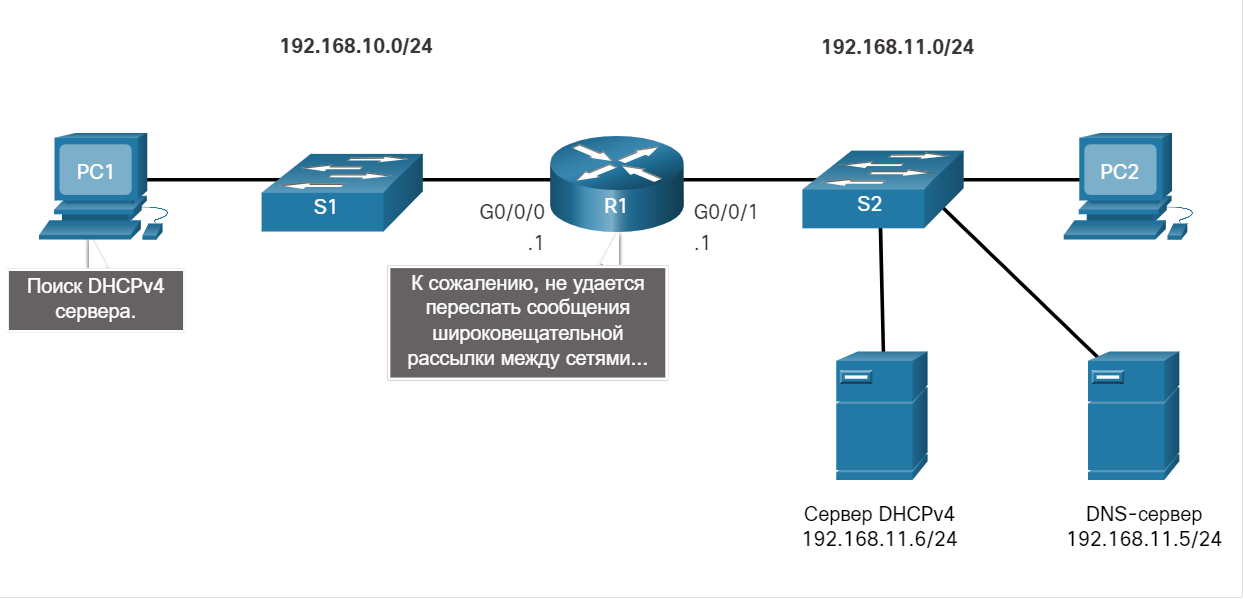 192.168.10.0/24
192.168.11.0/24
PC1
S1
R1
S2
PC2
G0/0/0
.1
G0/0/1
.1
Поиск DHCPv4
сервера.
К сожалению, не удается
переслать сообщения
широковещательной
рассылки между сетями...
Сервер DHCPv4
192.168.11.6/24
DNS-сервер
192.168.11.5/24